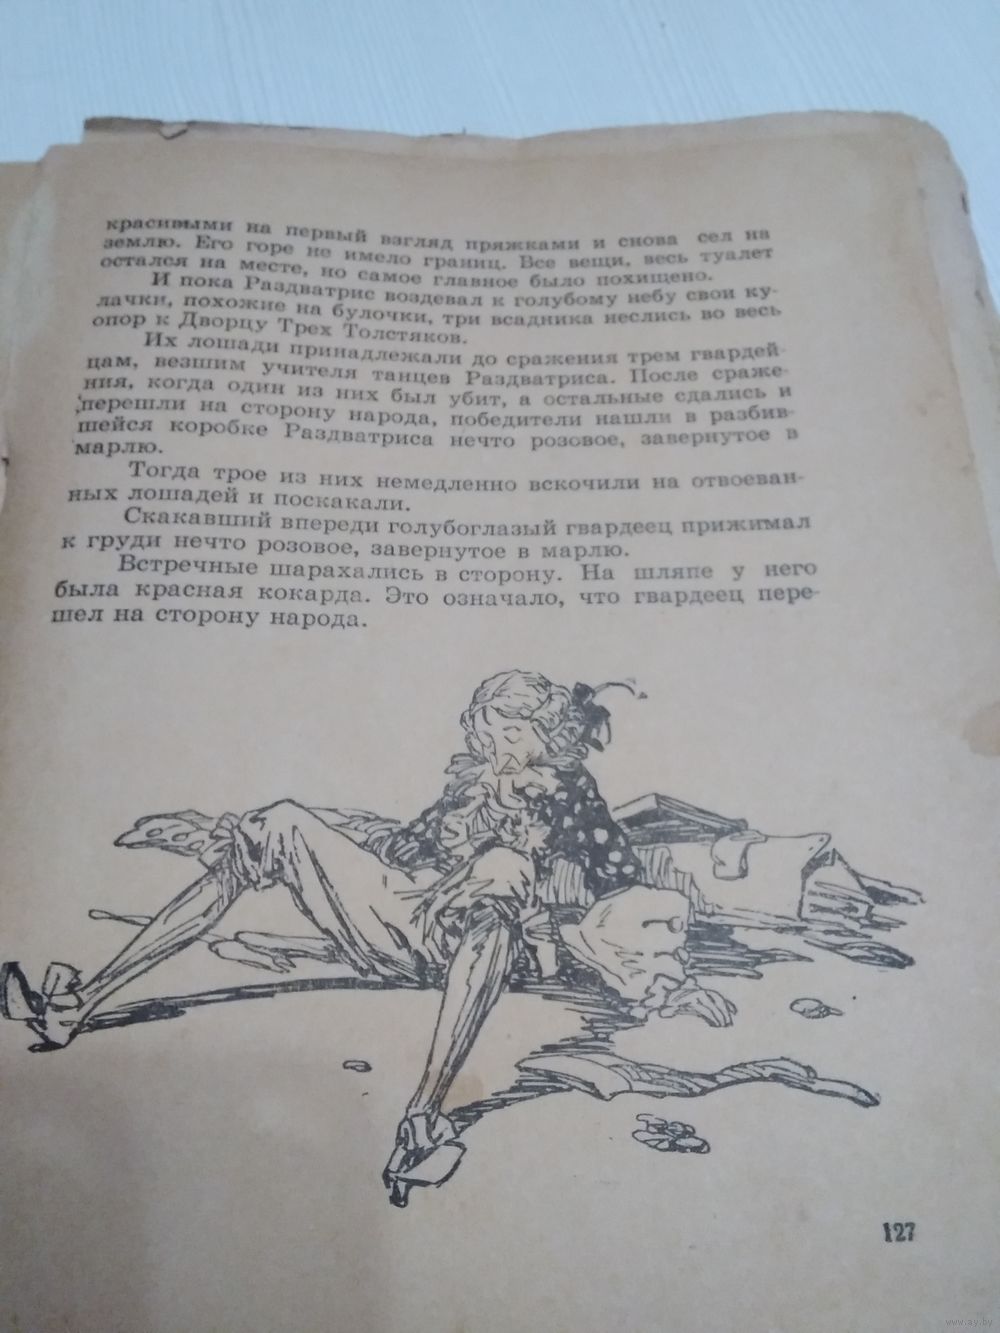 красивыми на первый взгляд пряжками и снова сел на
землю. Его горе не имело границ. Все вещи, весь туалет
остался на месте, но самое главное было похищено.
И пока Раздватрис воздевал к голубому небу свои ку-
лачки, похожие на булочки, три всадника неслись во весь
опор к Дворцу Трех Толстяков.
Их лошади принадлежали до сражения трем гвардей-
цам, везшим учителя танцев Раздватриса. После сраже-
ния, когда один из них был убит, а остальные сдались и
перешли на сторону народа, победители нашли в разбив-
шейся коробке Раздватриса нечто розовое, завернутое в
марлю.
Тогда трое из них немедленно вскочили на отвоеван-
ных лошадей и поскакали.
Скакавший впереди голубоглазый гвардеец прижимал
к груди нечто розовое, завернутое в марлю.
Встречные шарахались в сторону. На шляпе у него
была красная кокарда. Это означало, что гвардеец пере-
шел на сторону народа.
127
www.ay.by